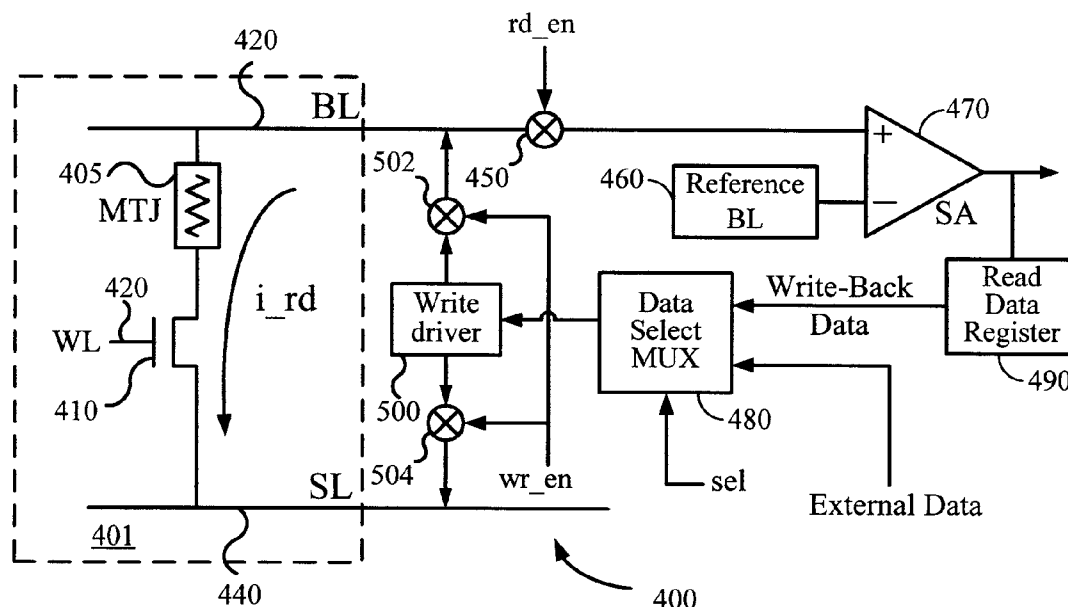 rd_en
420
BL
470
405
MTJ
502
450
460
Reference
BL
+
−
SA
420
WL
410
i_rd
Write
driver
500
Data
Select
MUX
480
Write-Back
Data
Read
Data
Register
490
504
wr_en
sel
External Data
SL
401
440
400